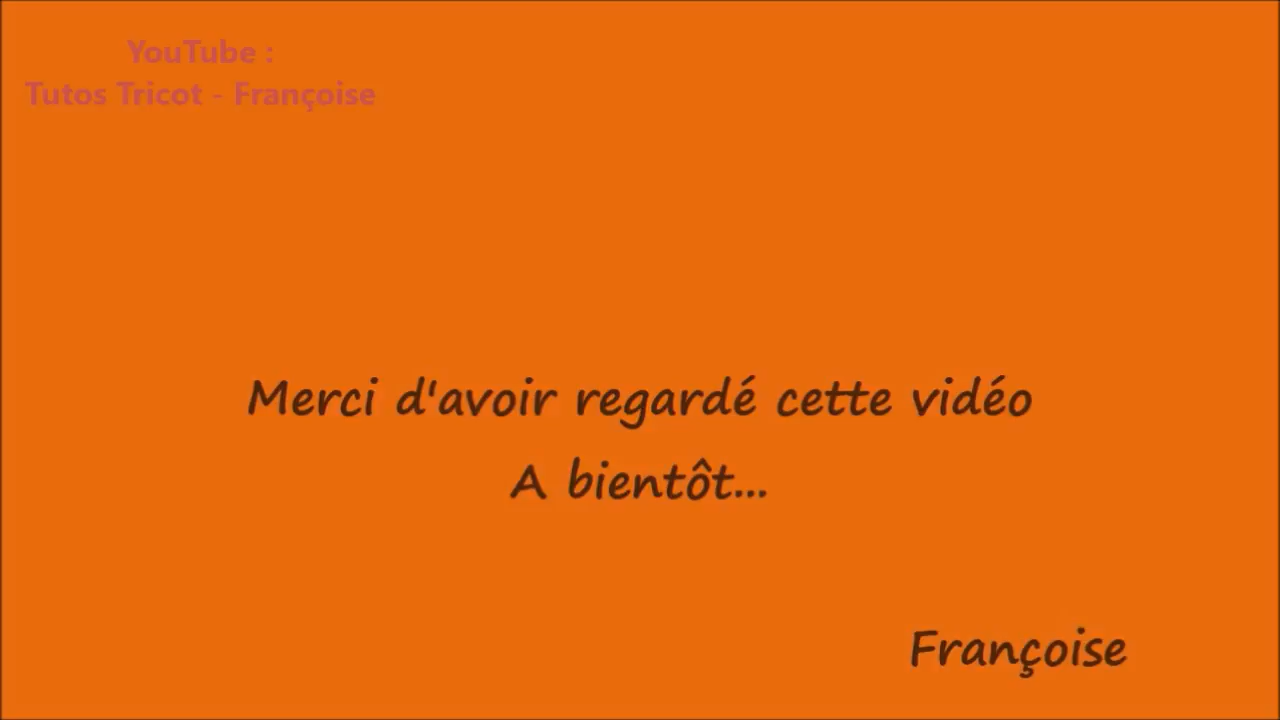 YouTube :
Tutos Tricot - Françoise
Merci d'avoir regardé cette vidéo
A bientôt...
Françoise